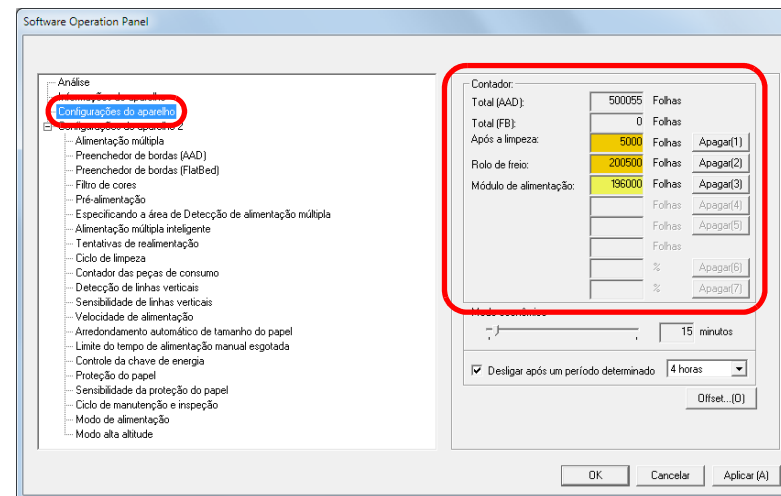 Software Operation Panel
Análise
Informações do aparelho
Configurações do aparelho
Configurações do aparelho 2
Alimentação múltipla
Preenchedor de bordas (AAD)
Preenchedor de bordas (FlatBed)
Filtro de cores
Pré-alimentação
Especificando a área de Detecção de alimentação múltipla
Alimentação múltipla inteligente
Tentativas de realimentação
Ciclo de limpeza
Contador das peças de consumo
Detecção de linhas verticais
Sensibilidade de linhas verticais
Velocidade de alimentação
Arredondamento automático de tamanho do papel
Limite do tempo de alimentação manual esgotada
Controle da chave de energia
Proteção do papel
Sensibilidade da proteção do papel
Ciclo de manutenção e inspeção
Modo de alimentação
Modo alta altitude
Contador:
Total (AAD): 500055 Folhas
Total (FB): 0 Folhas
Após a limpeza: 5000 Folhas Apagar(1)
Rolo de freio: 200500 Folhas Apagar(2)
Módulo de alimentação: 196000 Folhas Apagar(3)
Folhas Apagar(4)
Folhas Apagar(5)
Folhas
% Apagar(6)
% Apagar(7)
Modo econômico
15 minutos
Desligar após um período determinado 4 horas
Offset...(O)
OK Cancelar Aplicar (A)